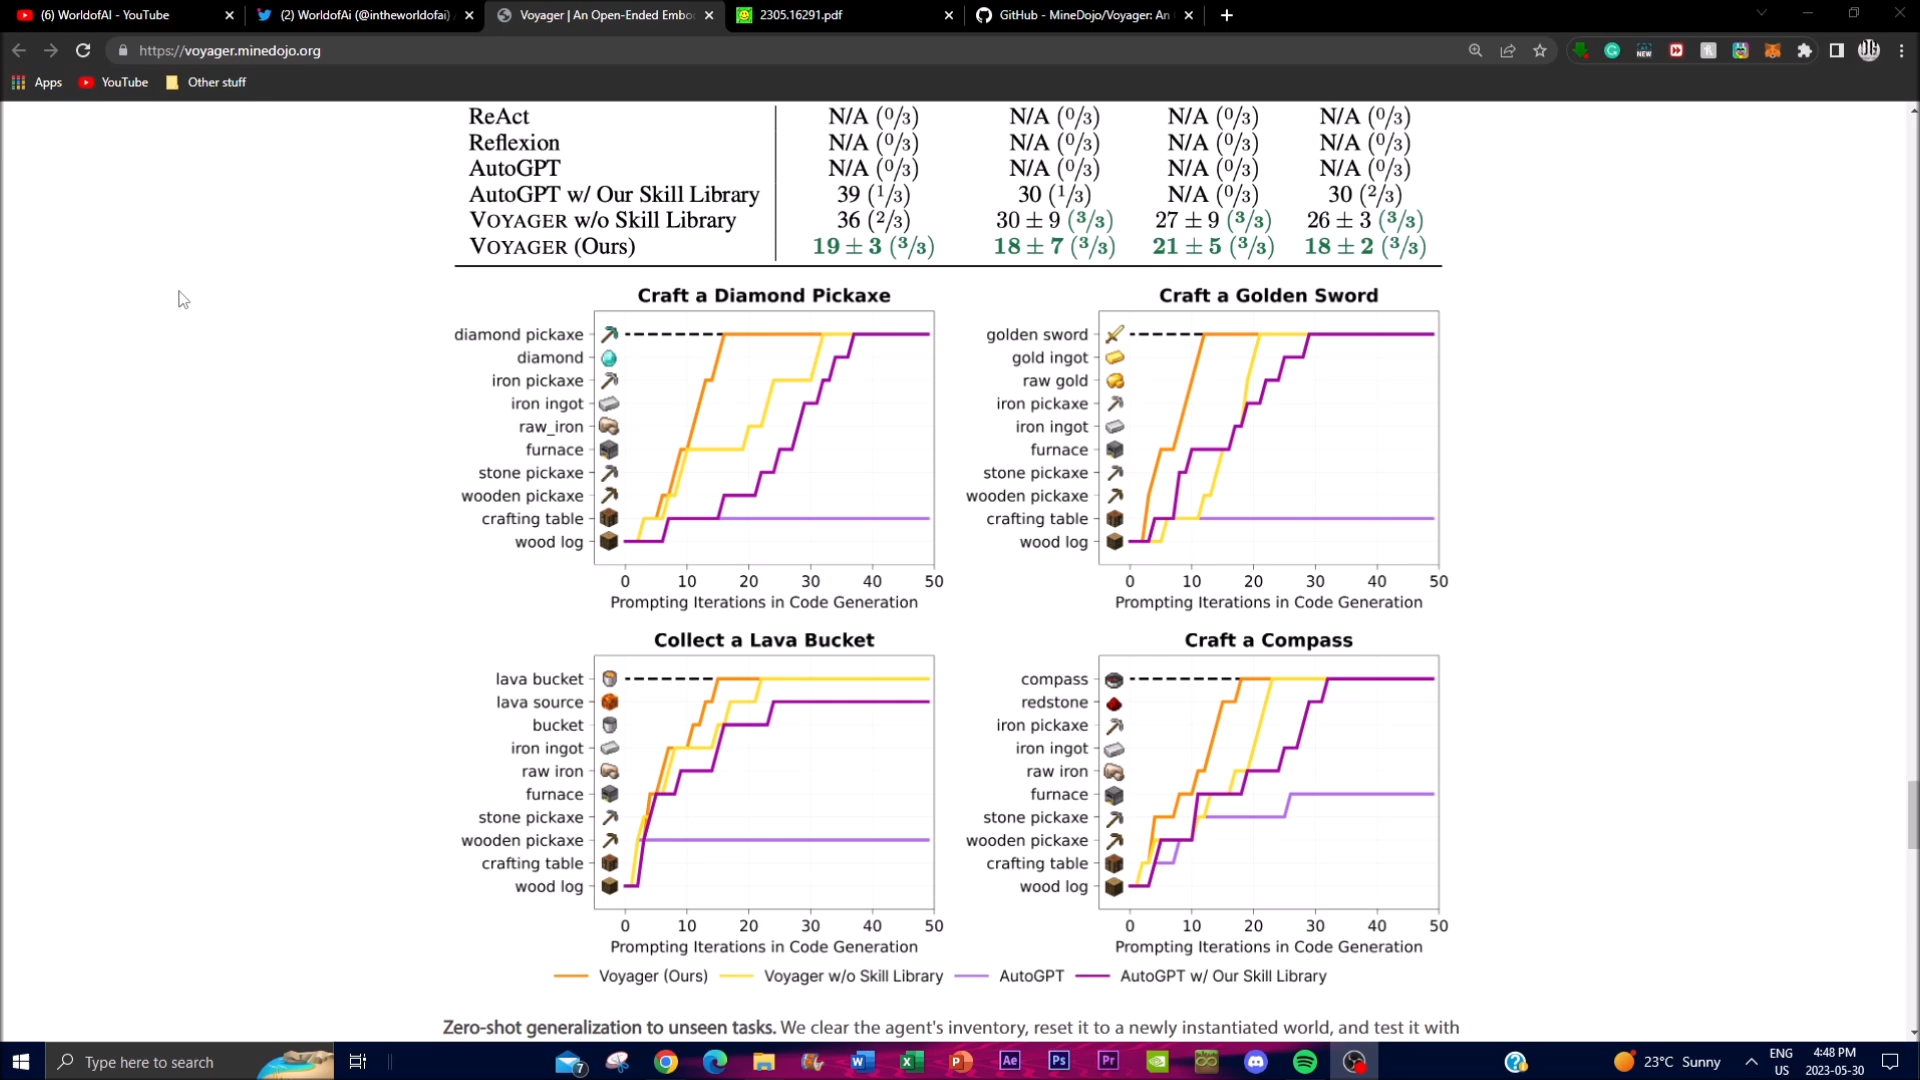 (6) WorldofAI - YouTube
(2) WorldofAi (@intheworldofai)
Voyager | An Open-Ended Embo
2305.16291.pdf
GitHub - MineDojo/Voyager: An
https://voyager.minedojo.org
Apps YouTube Other stuff
ReAct N/A (0/3) N/A (0/3) N/A (0/3) N/A (0/3)
Reflexion N/A (0/3) N/A (0/3) N/A (0/3) N/A (0/3)
AutoGPT N/A (0/3) N/A (0/3) N/A (0/3) N/A (0/3)
AutoGPT w/ Our Skill Library 39 (1/3) 30 (1/3) N/A (0/3) 30 (2/3)
VOYAGER w/o Skill Library 36 (2/3) 30 ± 9 (3/3) 27 ± 9 (3/3) 26 ± 3 (3/3)
VOYAGER (Ours) 19 ± 3 (3/3) 18 ± 7 (3/3) 21 ± 5 (3/3) 18 ± 2 (3/3)
Craft a Diamond Pickaxe
diamond pickaxe
diamond
iron pickaxe
iron ingot
raw_iron
furnace
stone pickaxe
wooden pickaxe
crafting table
wood log
0 10 20 30 40 50
Prompting Iterations in Code Generation
Craft a Golden Sword
golden sword
gold ingot
raw gold
iron pickaxe
iron ingot
furnace
stone pickaxe
wooden pickaxe
crafting table
wood log
0 10 20 30 40 50
Prompting Iterations in Code Generation
Collect a Lava Bucket
lava bucket
lava source
bucket
iron ingot
raw iron
furnace
stone pickaxe
wooden pickaxe
crafting table
wood log
0 10 20 30 40 50
Prompting Iterations in Code Generation
Craft a Compass
compass
redstone
iron pickaxe
iron ingot
raw iron
furnace
stone pickaxe
wooden pickaxe
crafting table
wood log
0 10 20 30 40 50
Prompting Iterations in Code Generation
Voyager (Ours) Voyager w/o Skill Library AutoGPT AutoGPT w/ Our Skill Library
Zero-shot generalization to unseen tasks. We clear the agent's inventory, reset it to a newly instantiated world, and test it with
Type here to search
7
Ae Ps Pr
23°C Sunny
ENG
US
4:48 PM
2023-05-30